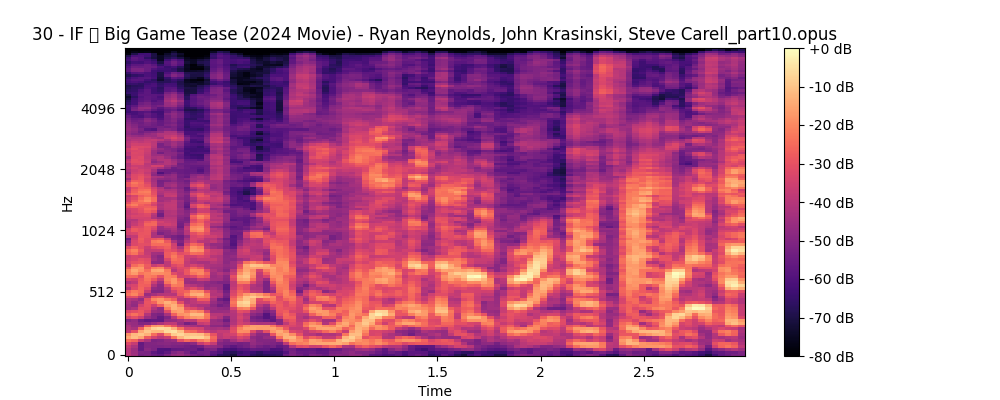 30 - IF ▯ Big Game Tease (2024 Movie) - Ryan Reynolds, John Krasinski, Steve Carell_part10.opus
+0 dB
4096
-10 dB
-20 dB
2048
-30 dB
Hz
1024
-40 dB
-50 dB
512
-60 dB
-70 dB
0
-80 dB
0
0.5
1
1.5
2
2.5
Time